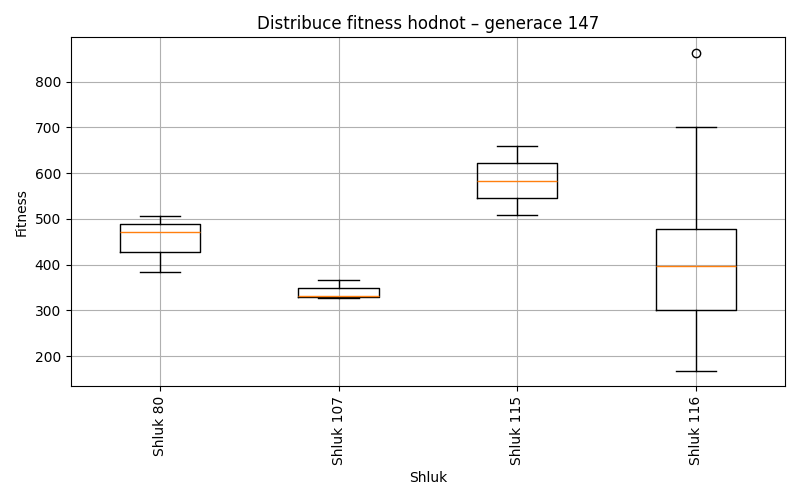 Distribuce fitness hodnot – generace 147
Fitness
800
700
600
500
400
300
200
Shluk 80
Shluk 107
Shluk 115
Shluk 116
Shluk